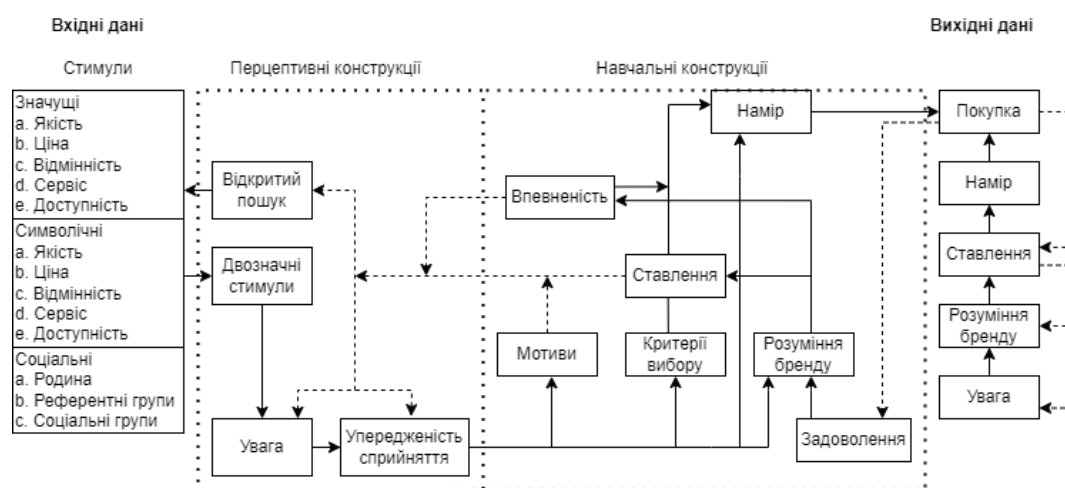 Вхідні дані
Вихідні дані
Стимули
Перцептивні конструкції
Навчальні конструкції
Значущі
a. Якість
b. Ціна
c. Відмінність
d. Сервіс
e. Доступність
Символічні
a. Якість
b. Ціна
c. Відмінність
d. Сервіс
e. Доступність
Соціальні
a. Родина
b. Референтні групи
c. Соціальні групи
Відкритий
пошук
Двозначні
стимули
Увага
Упередженість
сприйняття
Намір
Впевненість
Ставлення
Мотиви
Критерії
вибору
Розуміння
бренду
Задоволення
Покупка
Намір
Ставлення
Розуміння
бренду
Увага